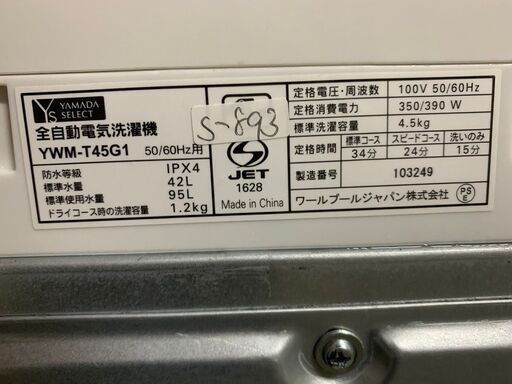 YS YAMADA SELECT
全自動電気洗濯機
YWM-T45G1 50/60Hz用
防水等級 IPX4
標準水量 42L
標準使用水量 95L
ドライコース時の洗濯容量 1.2kg
S-893
S
JET
1628
Made in China
定格電圧・周波数 100V 50/60Hz
定格消費電力 350/390 W
標準洗濯容量 4.5kg
定格時間 標準コース スピードコース 洗いのみ
34分 24分 15分
製造番号 103249
ワールプールジャパン株式会社 PSE